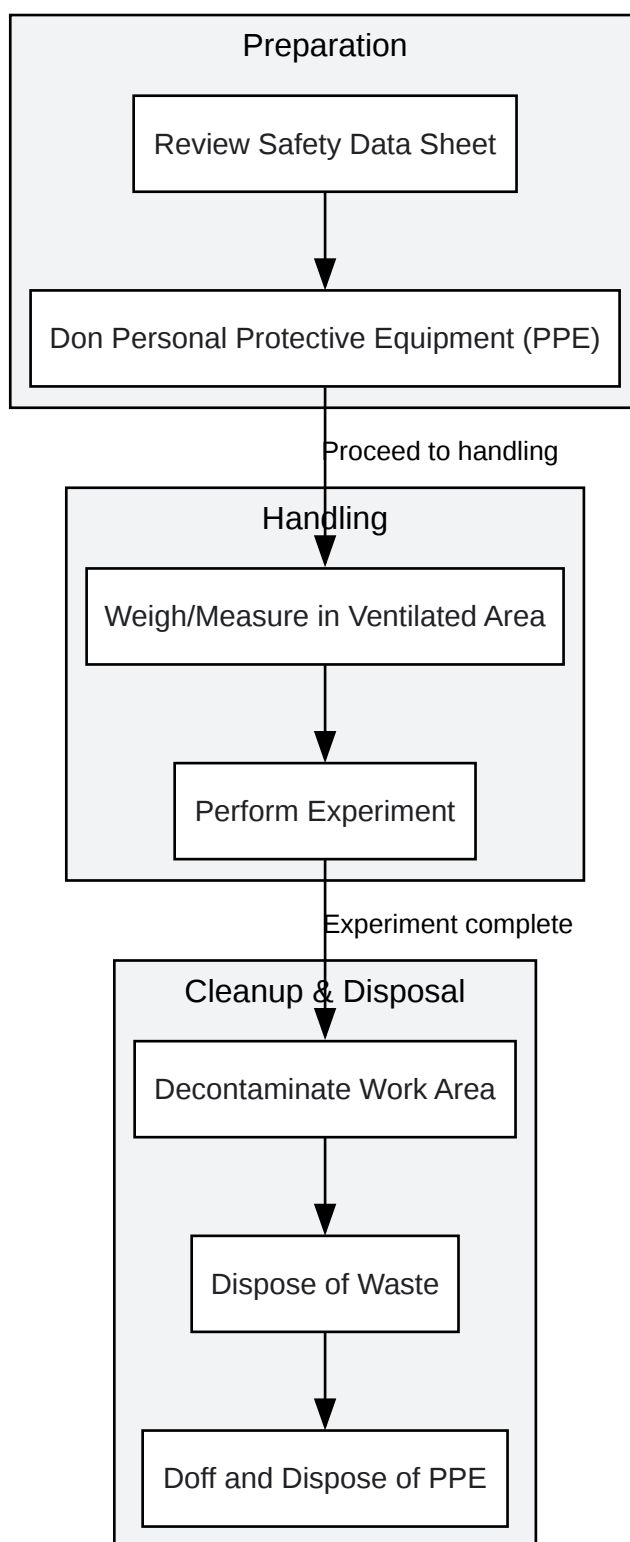 Preparation
Review Safety Data Sheet
Don Personal Protective Equipment (PPE)
Proceed to handling
Handling
Weigh/Measure in Ventilated Area
Perform Experiment
Experiment complete
Cleanup & Disposal
Decontaminate Work Area
Dispose of Waste
Doff and Dispose of PPE